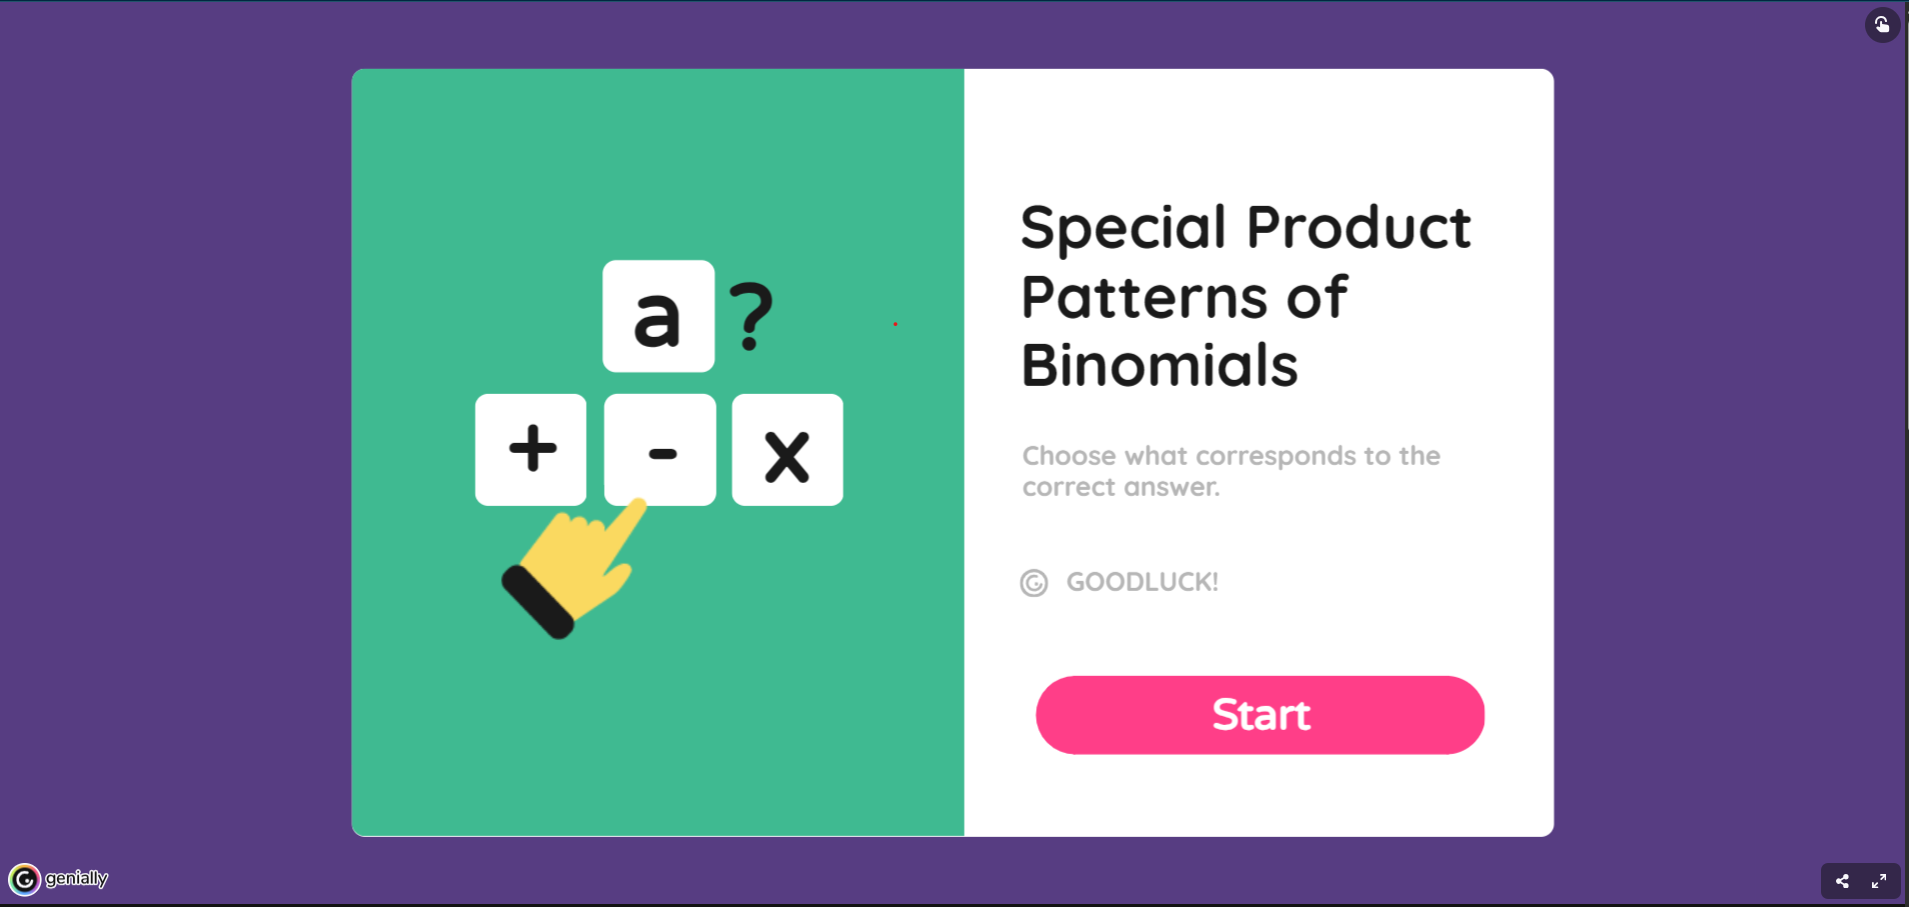 a ?
+ - x
Special Product
Patterns of
Binomials
Choose what corresponds to the
correct answer.
GOODLUCK!
Start
genially